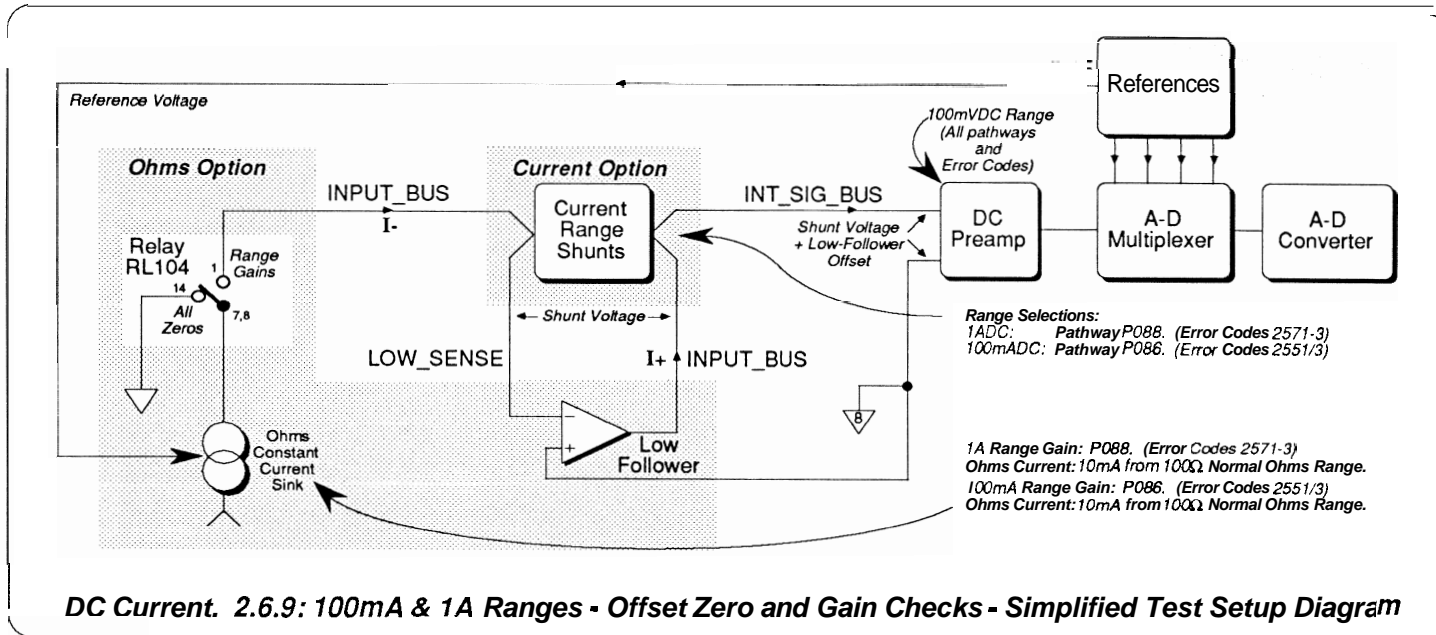 References
Reference Voltage
100mVDC Range
(All pathways
and
Error Codes)
Ohms Option
Current Option
INPUT_BUS
I-
Current
Range
Shunts
INT_SIG_BUS
Shunt Voltage
+ Low-Follower
Offset
DC
Preamp
A-D
Multiplexer
A-D
Converter
Relay
RL104
1
Range
Gains
14
All
Zeros
7,8
Shunt Voltage
LOW_SENSE
I+
INPUT_BUS
Range Selections:
1ADC: Pathway P088. (Error Codes 2571-3)
100mADC: Pathway P086. (Error Codes 2551/3)
8
−
+
Low
Follower
Ohms
Constant
Current
Sink
1A Range Gain: P088. (Error Codes 2571-3)
Ohms Current: 10mA from 100Ω Normal Ohms Range.
100mA Range Gain: P086. (Error Codes 2551/3)
Ohms Current: 10mA from 100Ω Normal Ohms Range.
DC Current. 2.6.9: 100mA & 1A Ranges - Offset Zero and Gain Checks - Simplified Test Setup Diagram